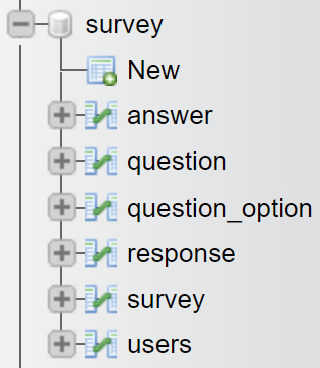 survey
New
answer
question
question_option
response
survey
users